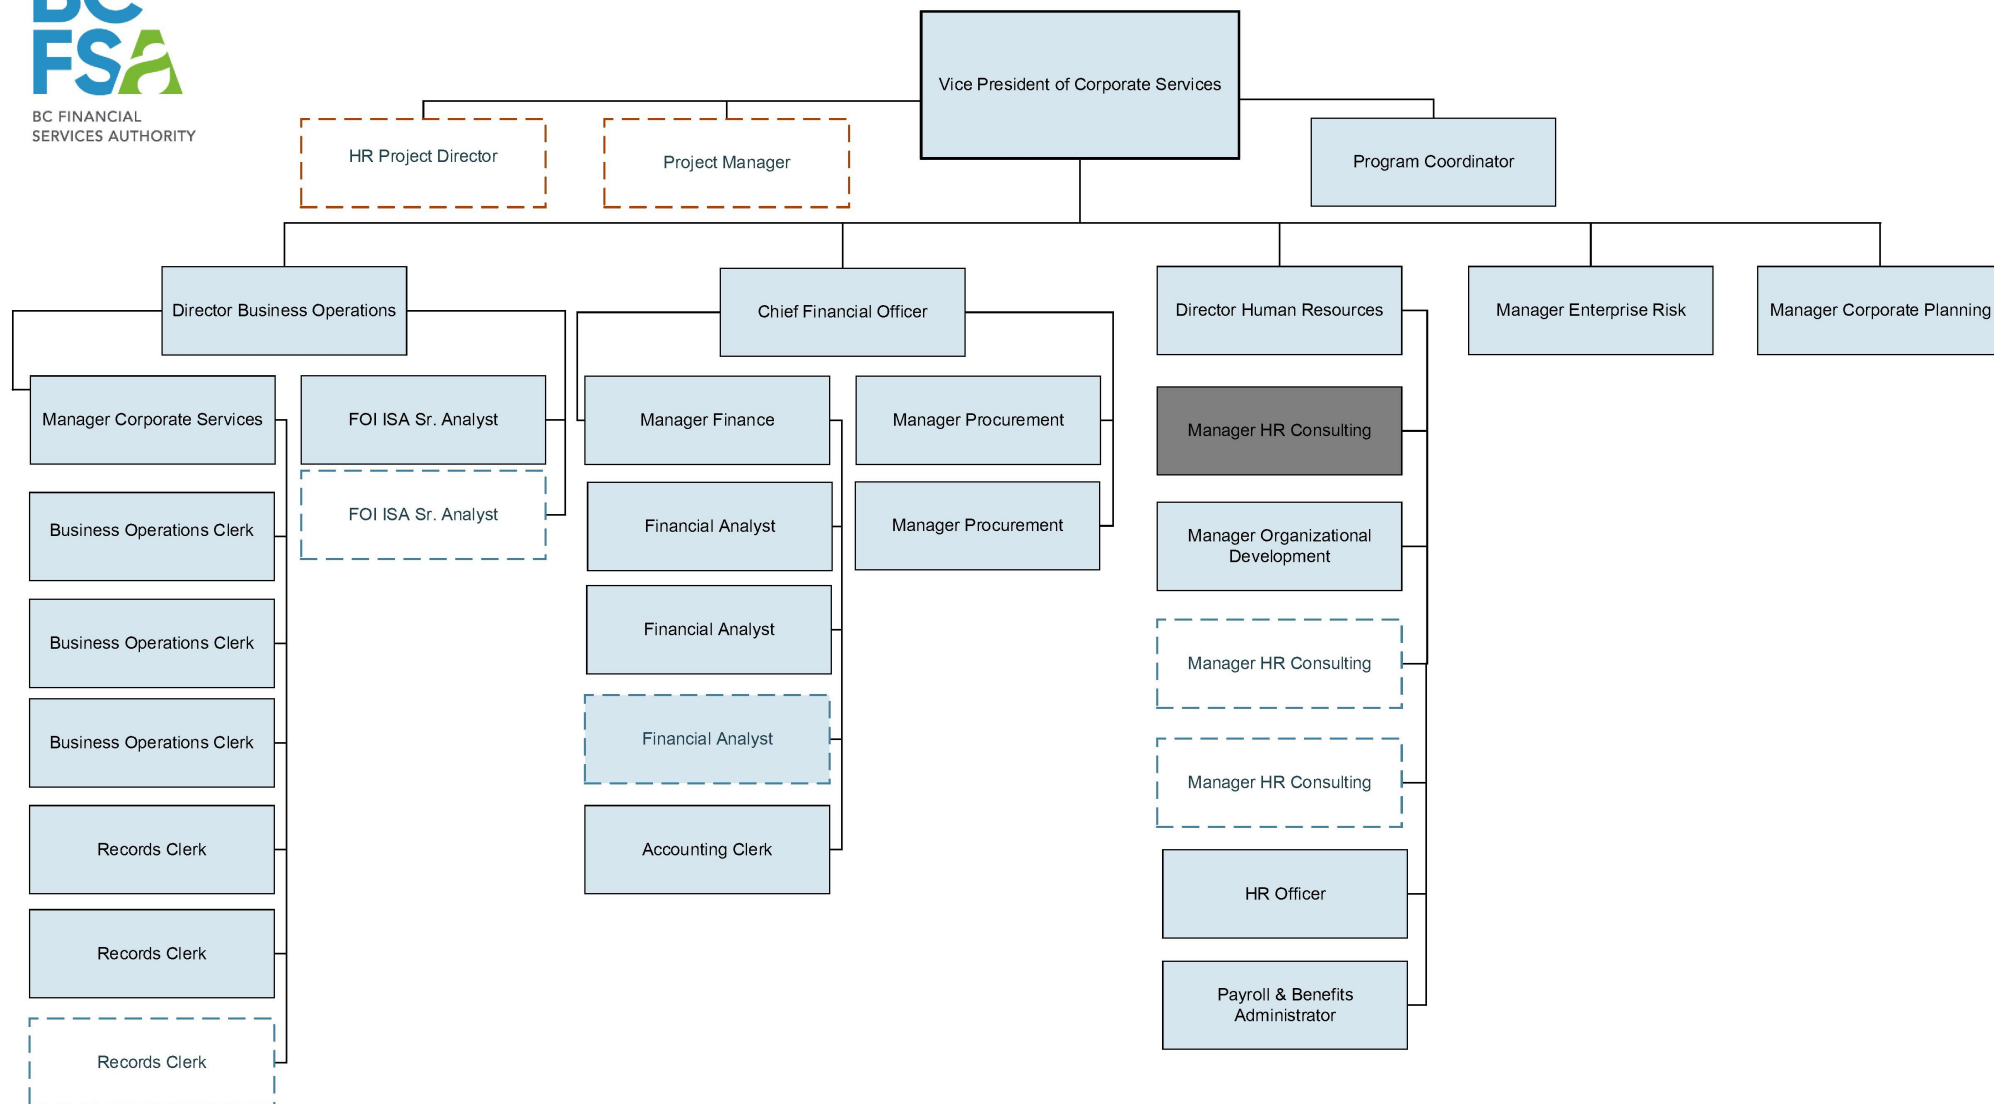 BC
FSA
BC FINANCIAL
SERVICES AUTHORITY
Vice President of Corporate Services
HR Project Director
Project Manager
Program Coordinator
Director Business Operations
Chief Financial Officer
Director Human Resources
Manager Enterprise Risk
Manager Corporate Planning
Manager Corporate Services
FOI ISA Sr. Analyst
FOI ISA Sr. Analyst
Business Operations Clerk
Business Operations Clerk
Business Operations Clerk
Records Clerk
Records Clerk
Records Clerk
Manager Finance
Manager Procurement
Financial Analyst
Manager Procurement
Financial Analyst
Financial Analyst
Accounting Clerk
Manager HR Consulting
Manager Organizational
Development
Manager HR Consulting
Manager HR Consulting
HR Officer
Payroll & Benefits
Administrator